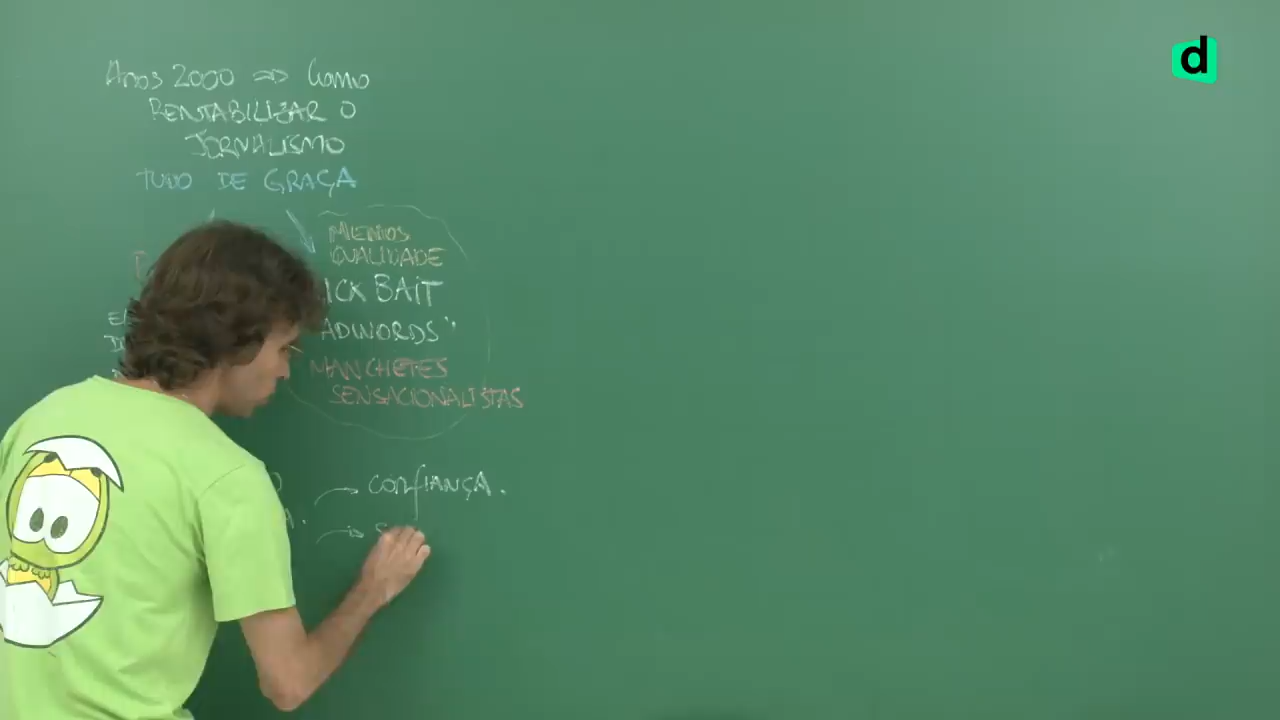 Anos 2000 => Como
RENTABILIZAR O
JORNALISMO
TUDO DE GRAÇA
MENOS
QUALIDADE
ICK BAIT
ADWORDS"
MANCHETES
SENSACIONALISTAS
CONFIANÇA.
d